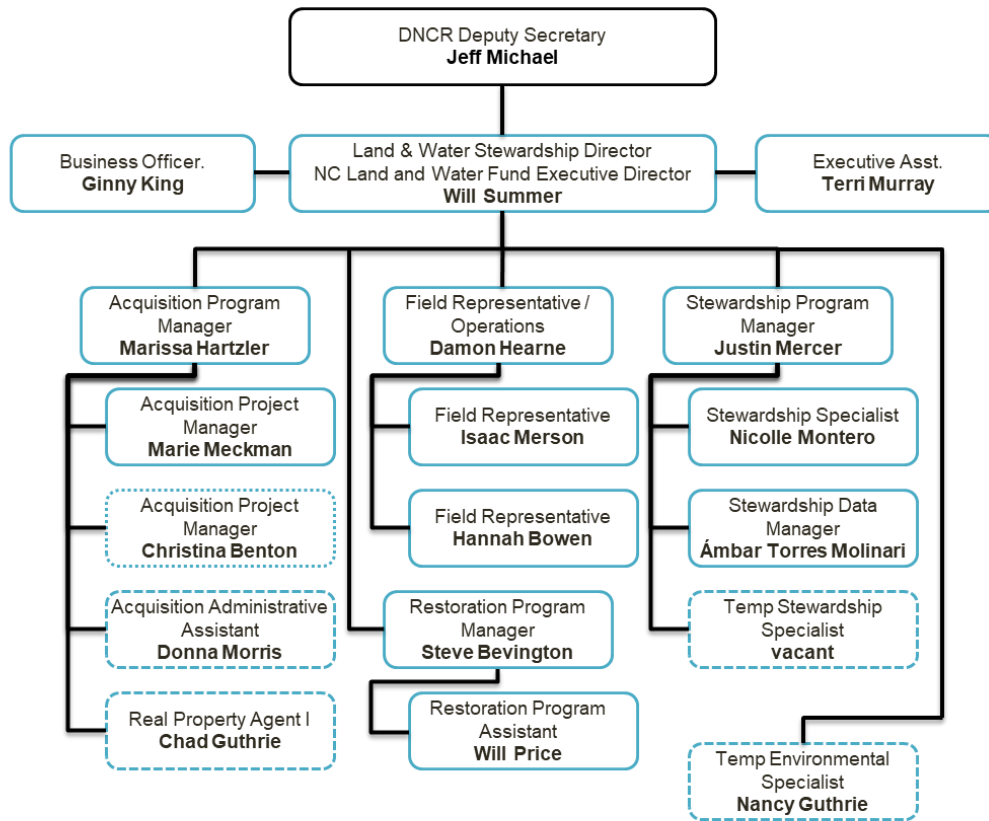 DNCR Deputy Secretary
Jeff Michael
Business Officer.
Ginny King
Land & Water Stewardship Director
NC Land and Water Fund Executive Director
Will Summer
Executive Asst.
Terri Murray
Acquisition Program
Manager
Marissa Hartzler
Field Representative /
Operations
Damon Hearne
Stewardship Program
Manager
Justin Mercer
Acquisition Project
Manager
Marie Meckman
Field Representative
Isaac Merson
Stewardship Specialist
Nicolle Montero
Acquisition Project
Manager
Christina Benton
Field Representative
Hannah Bowen
Stewardship Data
Manager
Ámbar Torres Molinari
Acquisition Administrative
Assistant
Donna Morris
Restoration Program
Manager
Steve Bevington
Temp Stewardship
Specialist
vacant
Real Property Agent I
Chad Guthrie
Restoration Program
Assistant
Will Price
Temp Environmental
Specialist
Nancy Guthrie